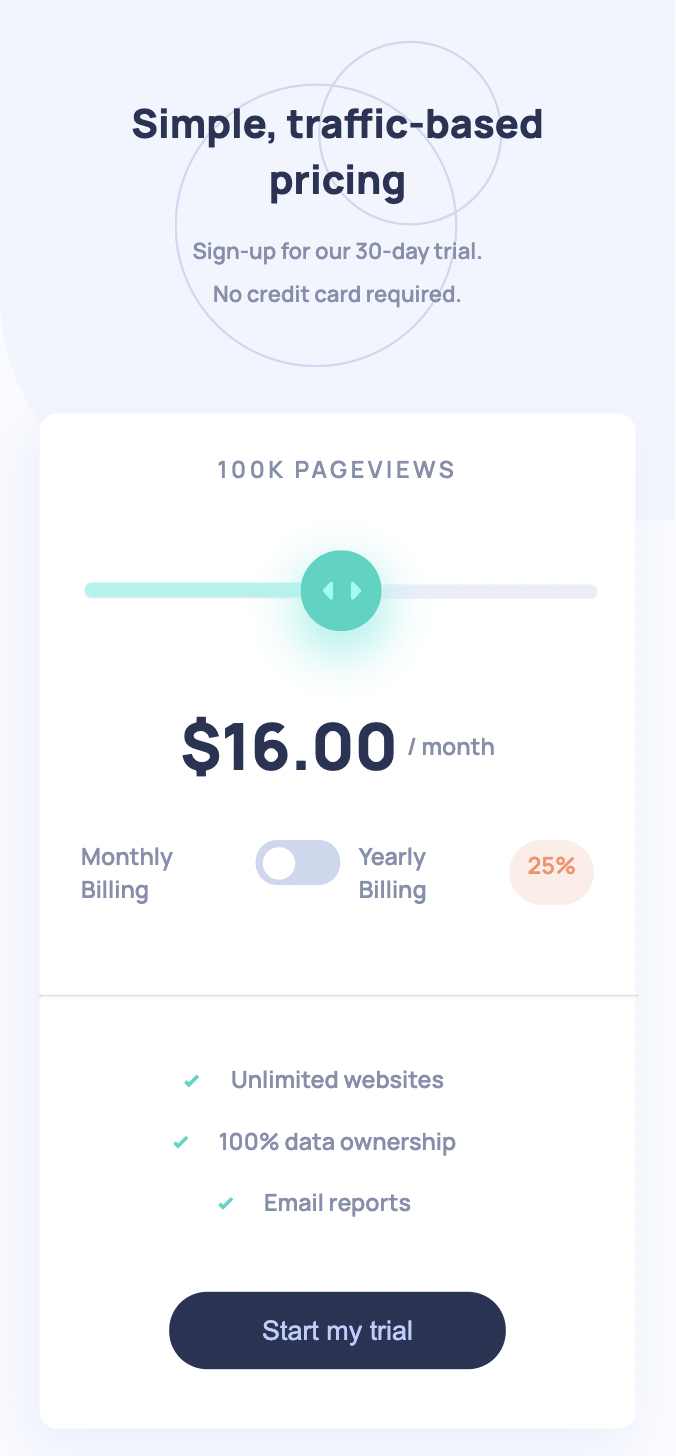 Simple, traffic-based
pricing
Sign-up for our 30-day trial.
No credit card required.
100K PAGEVIEWS
$16.00 / month
Monthly
Billing
Yearly
Billing
25%
Unlimited websites
100% data ownership
Email reports
Start my trial